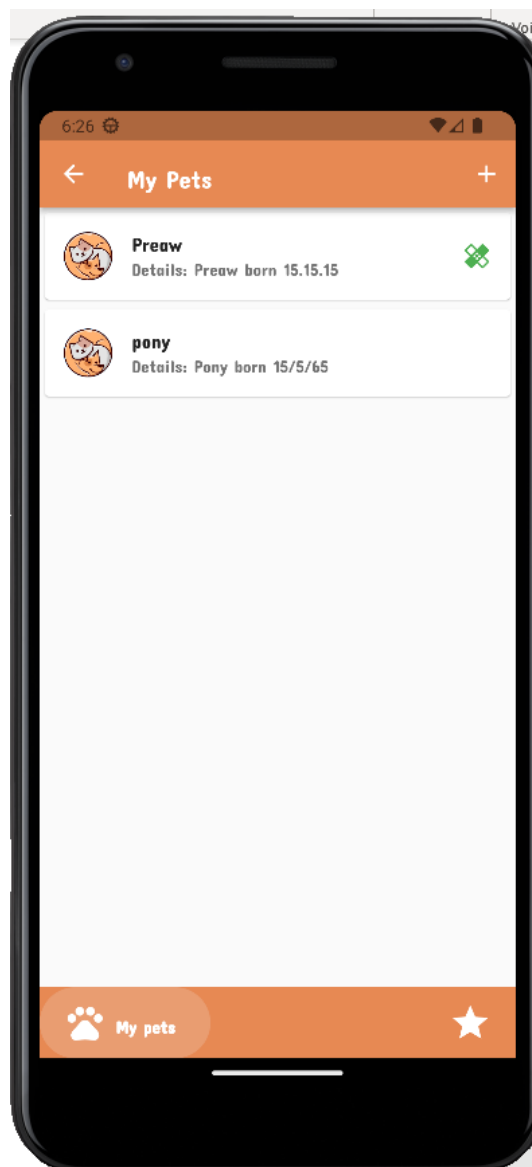 Voi
6:26
My Pets
Preaw
Details: Preaw born 15.15.15
pony
Details: Pony born 15/5/65
My pets